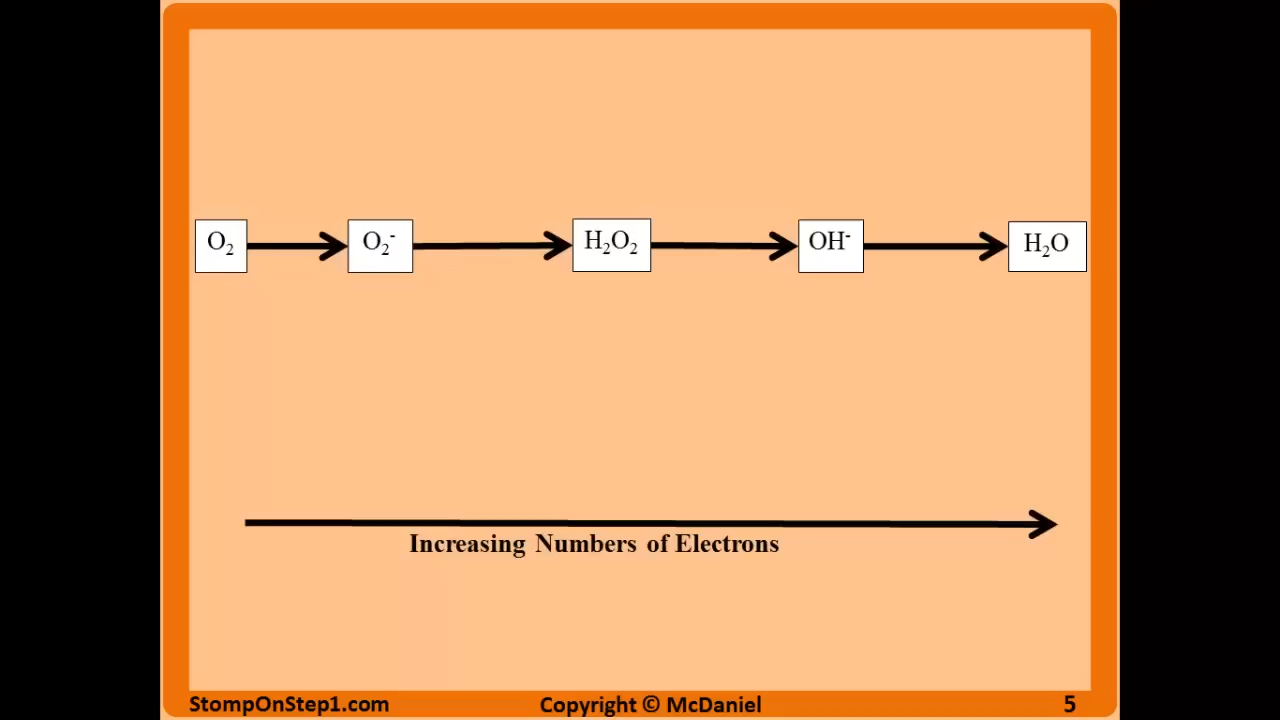 O₂
O₂⁻
H₂O₂
OH⁻
H₂O
Increasing Numbers of Electrons
StompOnStep1.com
Copyright © McDaniel
5